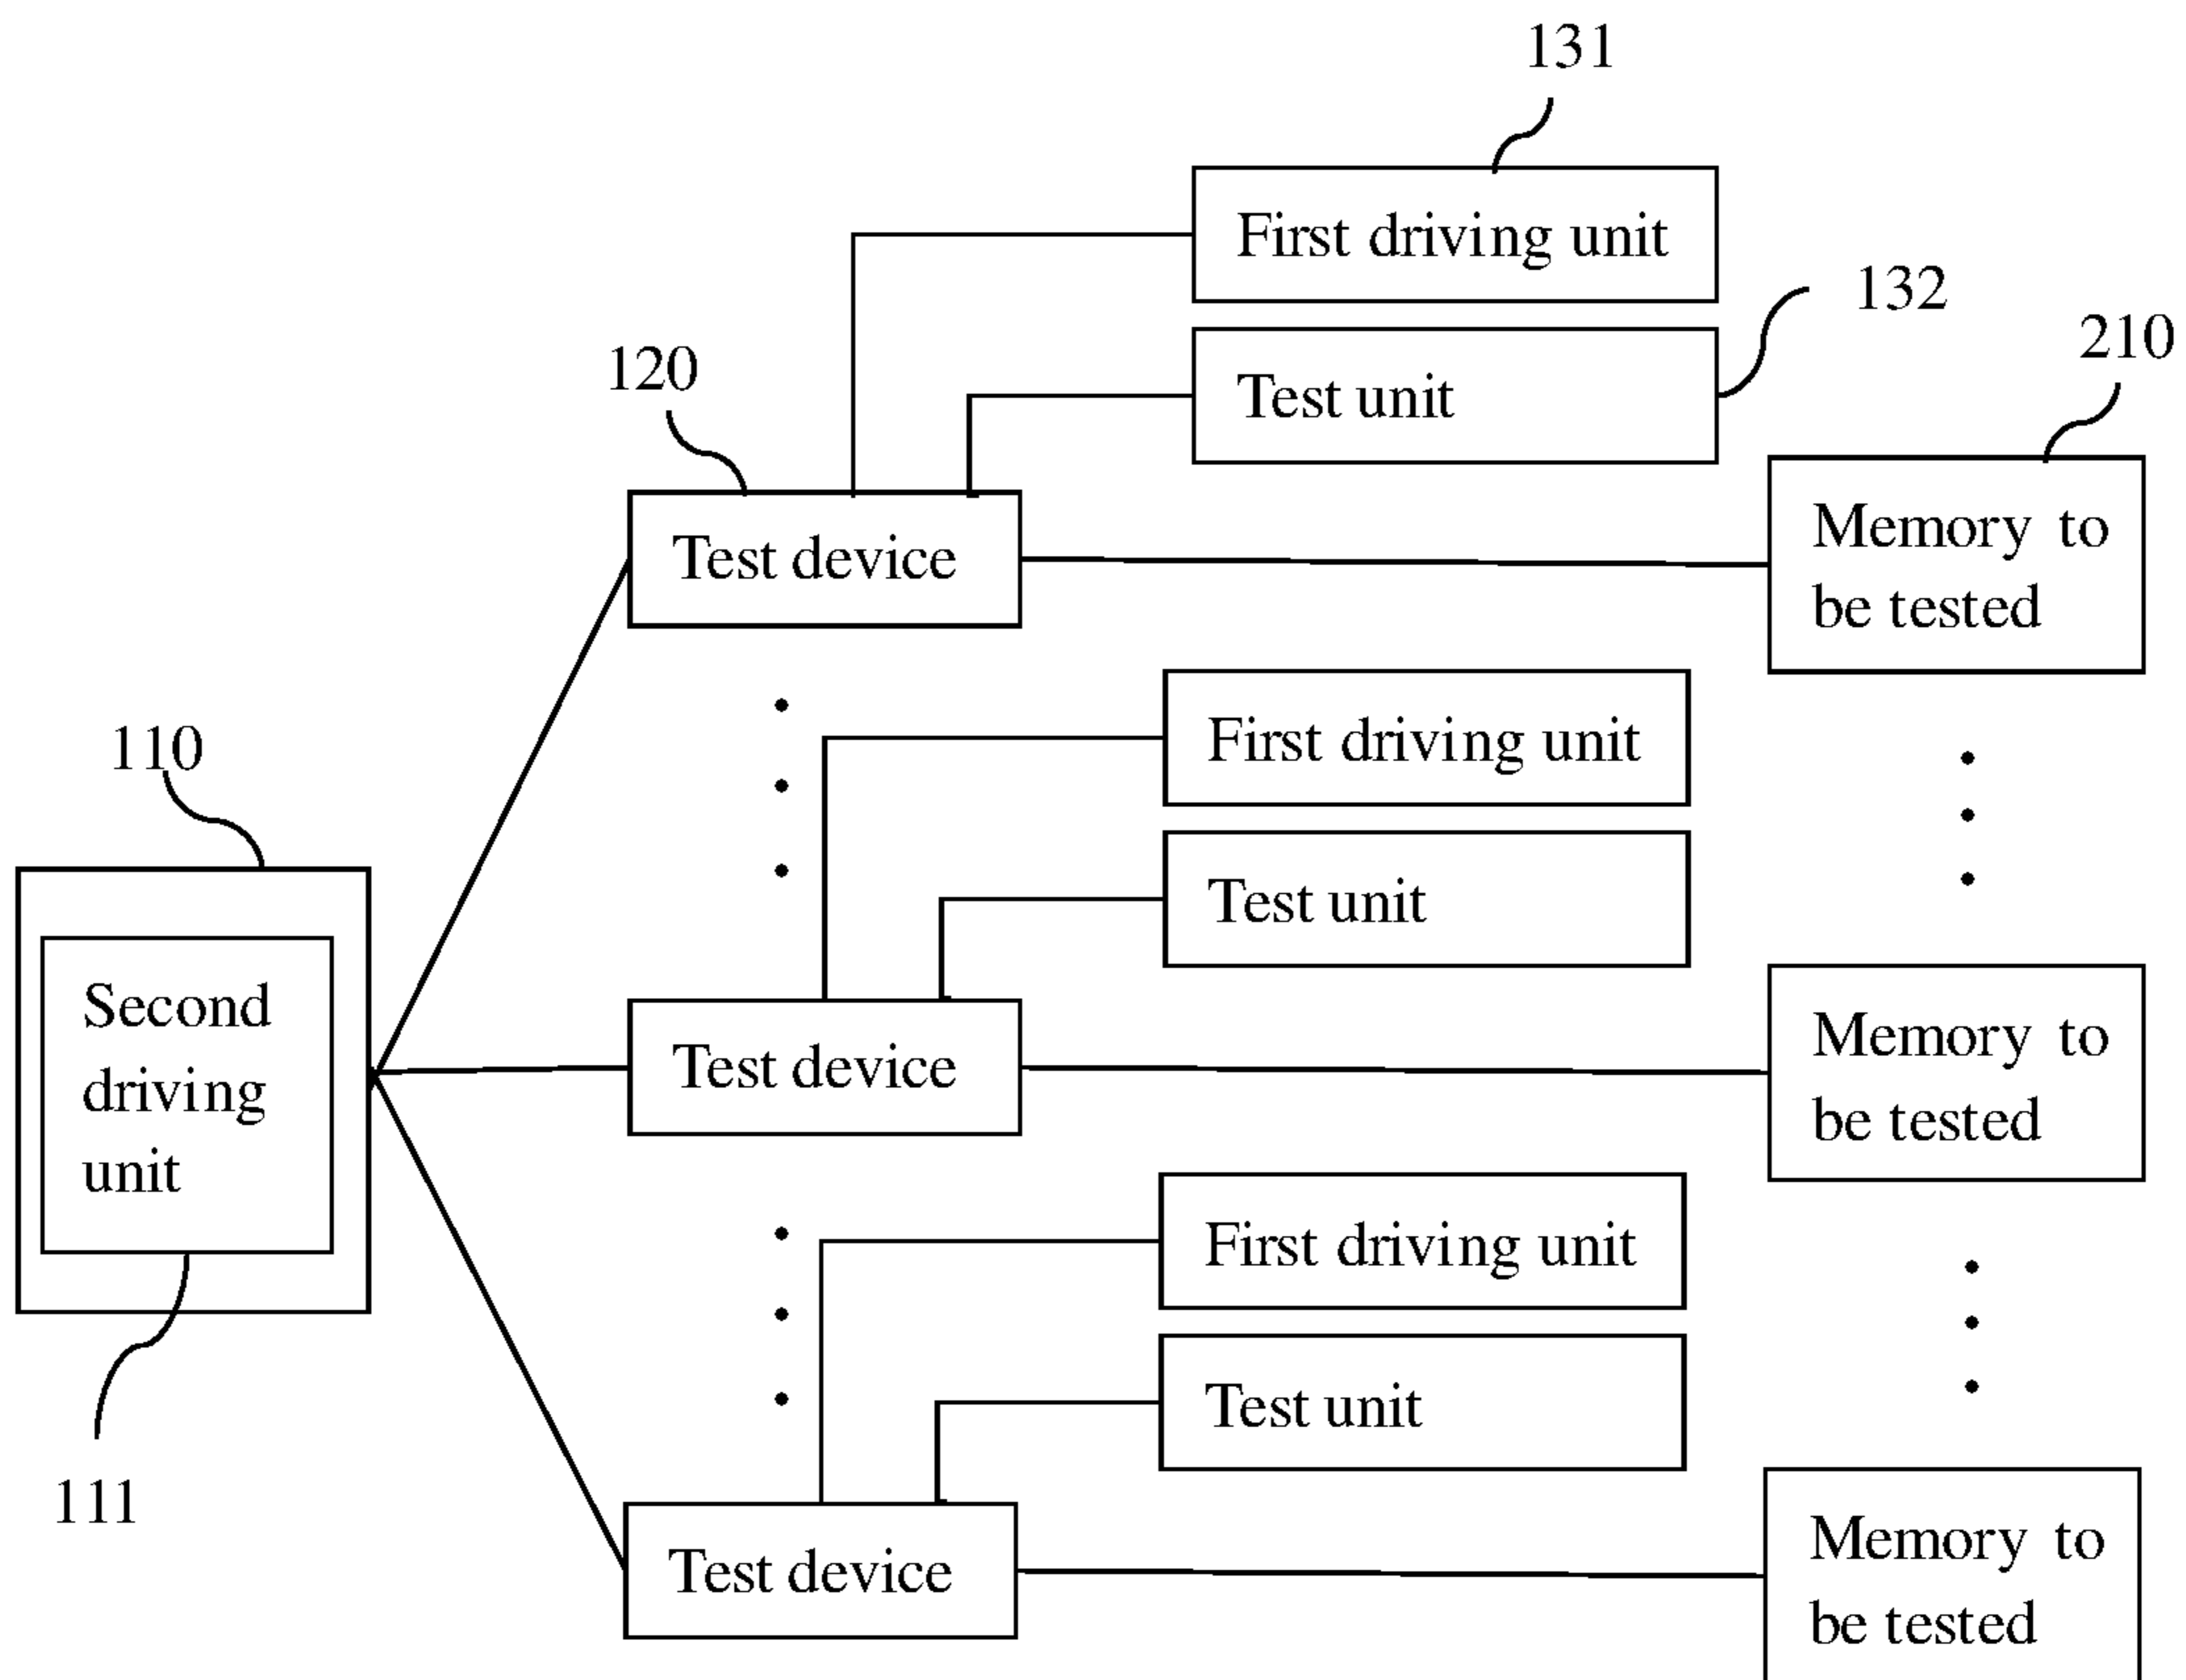 131
First driving unit
132
210
Test unit
120
Memory to
be tested
Test device
First driving unit
110
Test unit
Second
driving
unit
Memory to
be tested
Test device
First driving unit
Test unit
111
Memory to
be tested
Test device